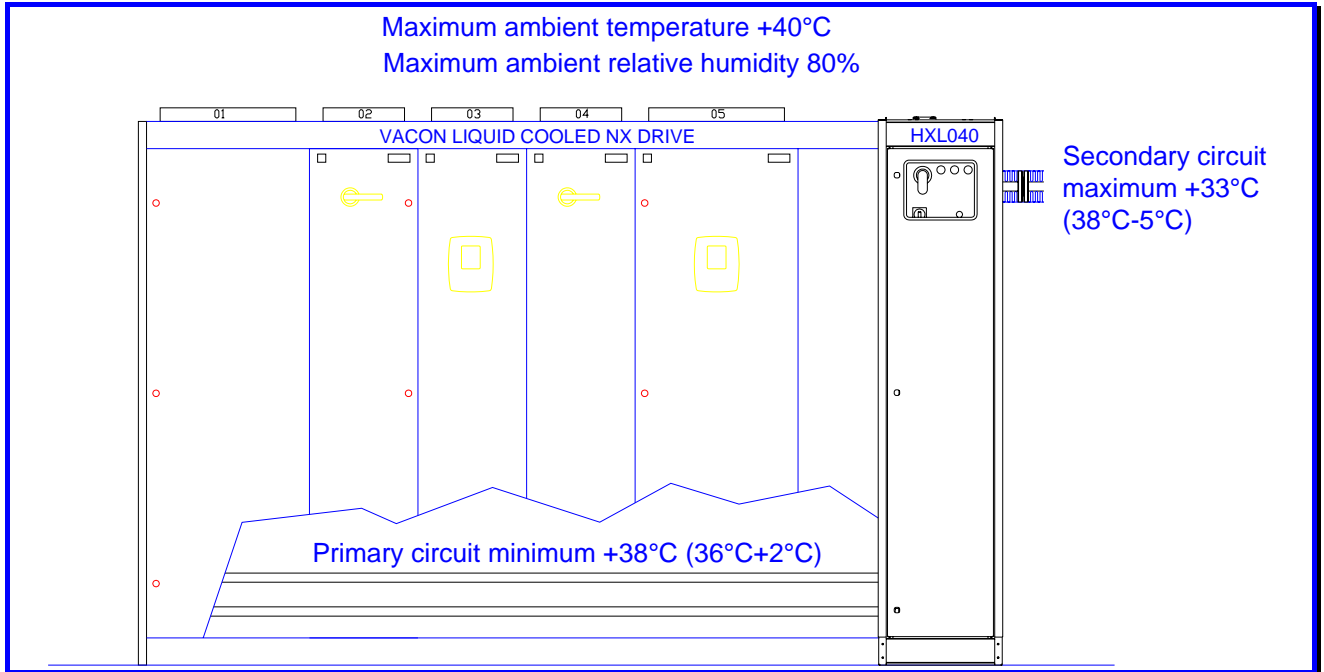 Maximum ambient temperature +40°C
Maximum ambient relative humidity 80%
01 02 03 04 05
VACON LIQUID COOLED NX DRIVE
HXL040
Secondary circuit
maximum +33°C
(38°C-5°C)
Primary circuit minimum +38°C (36°C+2°C)